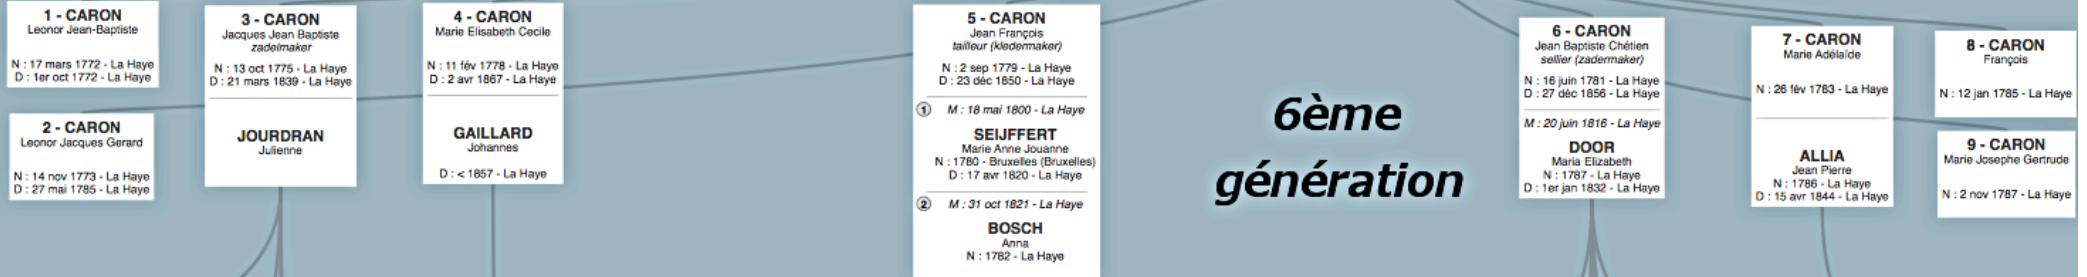 1 - CARON
Leonor Jean-Baptiste
N : 17 mars 1772 - La Haye
D : 1er oct 1772 - La Haye
2 - CARON
Leonor Jacques Gerard
N : 14 nov 1773 - La Haye
D : 27 mai 1785 - La Haye
3 - CARON
Jacques Jean Baptiste
zadelmaker
N : 13 oct 1775 - La Haye
D : 21 mars 1839 - La Haye
JOURDRAN
Julienne
4 - CARON
Marie Elisabeth Cecile
N : 11 fév 1778 - La Haye
D : 2 avr 1867 - La Haye
GAILLARD
Johannes
D : < 1857 - La Haye
5 - CARON
Jean François
tailleur (kledermaker)
N : 2 sep 1779 - La Haye
D : 23 déc 1850 - La Haye
1 M : 18 mai 1800 - La Haye
SEIJFFERT
Marie Anne Jouanne
N : 1780 - Bruxelles (Bruxelles)
D : 17 avr 1820 - La Haye
2 M : 31 oct 1821 - La Haye
BOSCH
Anna
N : 1782 - La Haye
6ème
génération
6 - CARON
Jean Baptiste Chétien
sellier (zadermaker)
N : 16 juin 1781 - La Haye
D : 27 déc 1856 - La Haye
M : 20 juin 1816 - La Haye
DOOR
Maria Elizabeth
N : 1787 - La Haye
D : 1er jan 1832 - La Haye
7 - CARON
Marie Adélaïde
N : 26 fév 1783 - La Haye
ALLIA
Jean Pierre
N : 1786 - La Haye
D : 15 avr 1844 - La Haye
8 - CARON
François
N : 12 jan 1785 - La Haye
9 - CARON
Marie Josephe Gertrude
N : 2 nov 1787 - La Haye